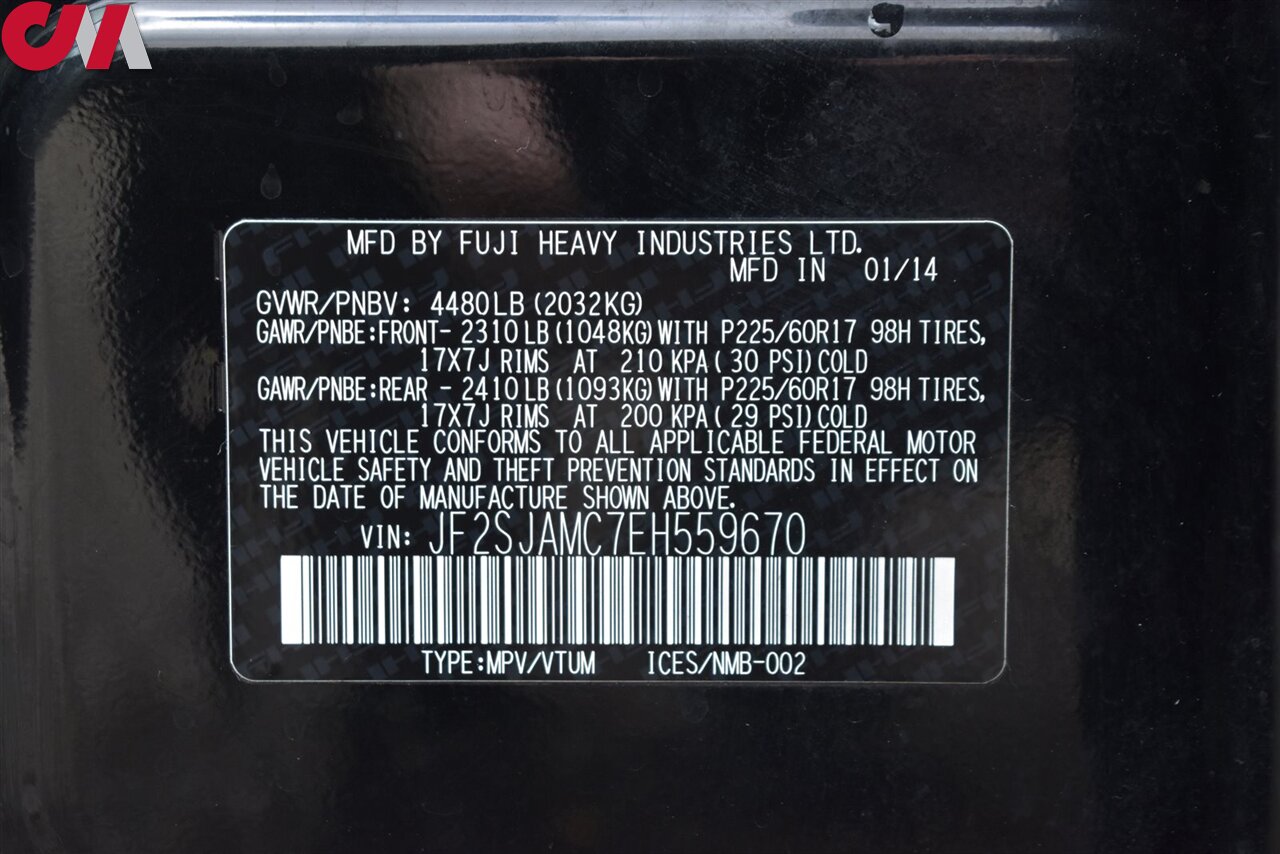 MFD BY FUJI HEAVY INDUSTRIES LTD.
MFD IN 01/14
GVWR/PNBV: 4480LB (2032KG)
GAWR/PNBE:FRONT- 2310LB (1048KG) WITH P225/60R17 98H TIRES,
17X7J RIMS AT 210 KPA( 30 PSI) COLD
GAWR/PNBE:REAR - 2410LB (1093KG) WITH P225/60R17 98H TIRES,
17X7J RIMS AT 200 KPA( 29 PSI) COLD
THIS VEHICLE CONFORMS TO ALL APPLICABLE FEDERAL MOTOR
VEHICLE SAFETY AND THEFT PREVENTION STANDARDS IN EFFECT ON
THE DATE OF MANUFACTURE SHOWN ABOVE.
VIN: JF2SJAMC7EH559670
TYPE:MPV/VTUM ICES/NMB-002